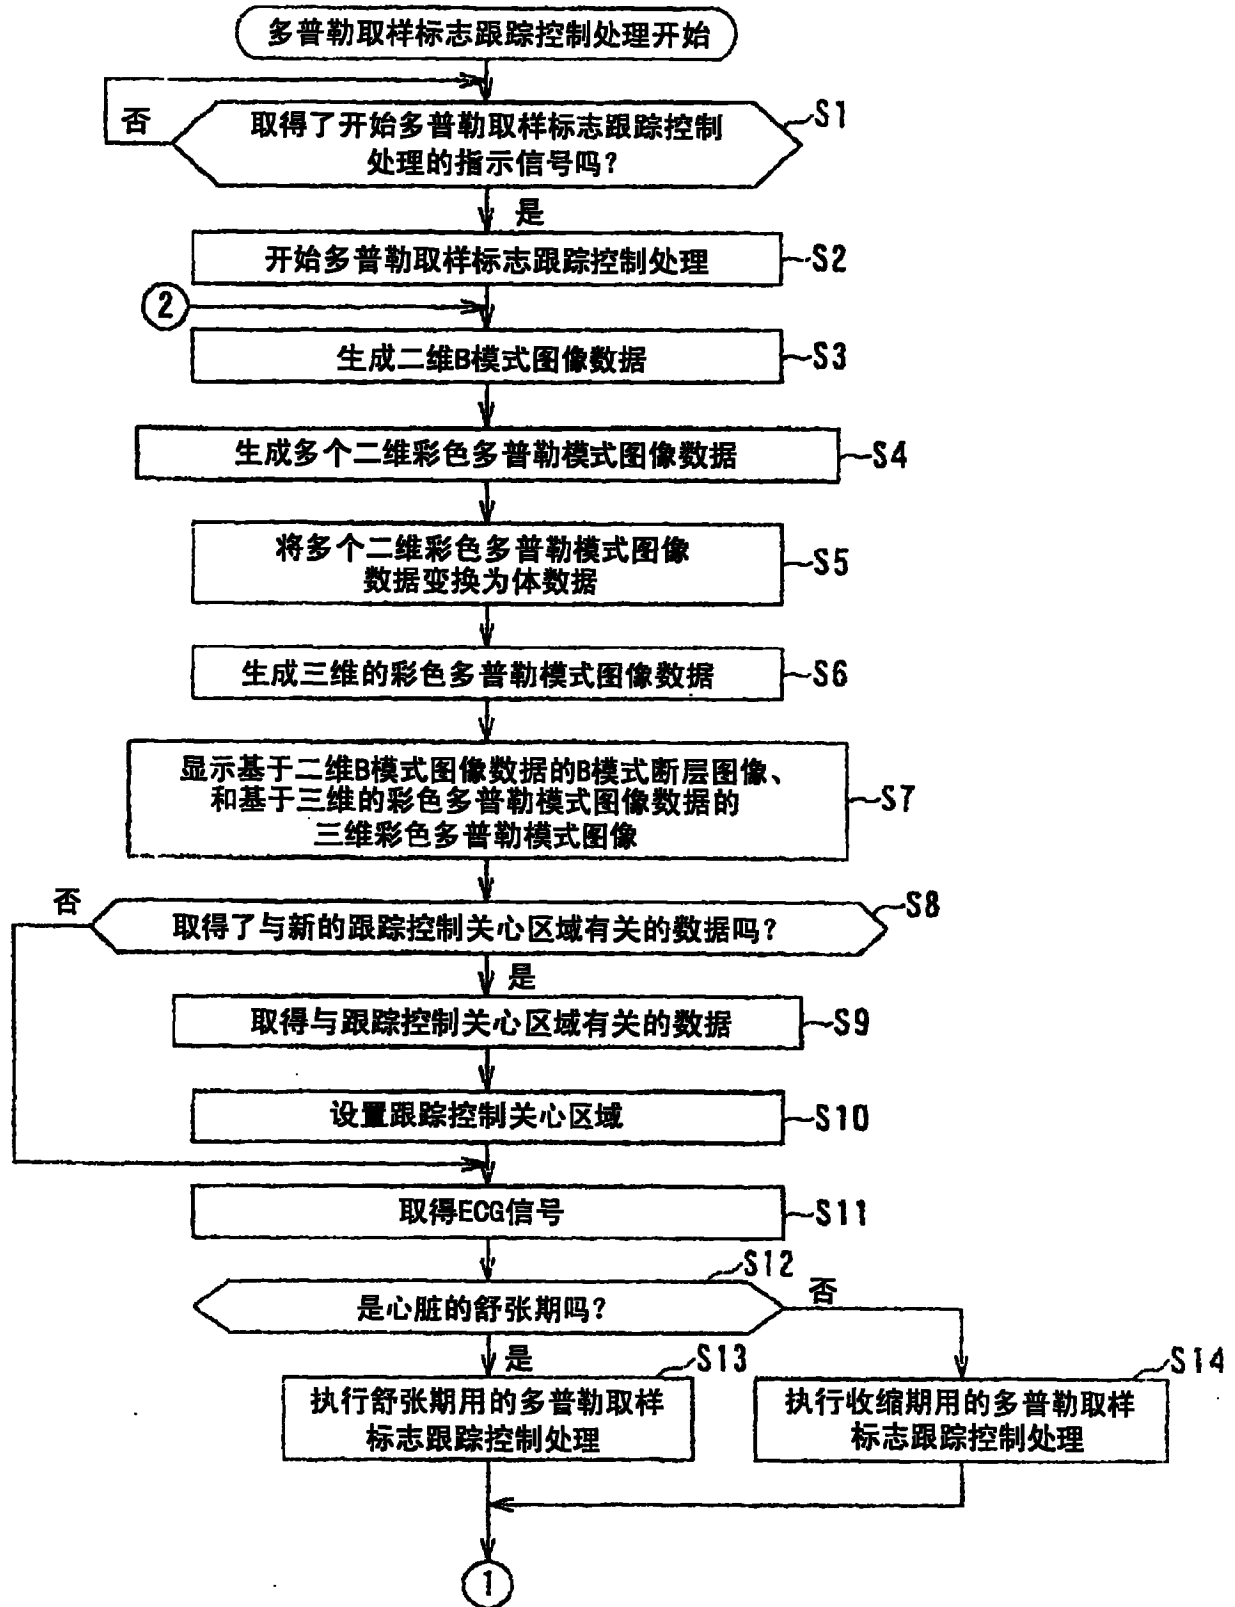 多普勒取样标志跟踪控制处理开始
否
取得了开始多普勒取样标志跟踪控制
处理的指示信号吗?
S1
是
开始多普勒取样标志跟踪控制处理
S2
2
生成二维B模式图像数据
S3
生成多个二维彩色多普勒模式图像数据
S4
将多个二维彩色多普勒模式图像
数据变换为体数据
S5
生成三维的彩色多普勒模式图像数据
S6
显示基于二维B模式图像数据的B模式断层图像、
和基于三维的彩色多普勒模式图像数据的
三维彩色多普勒模式图像
S7
否
取得了与新的跟踪控制关心区域有关的数据吗?
S8
是
取得与跟踪控制关心区域有关的数据
S9
设置跟踪控制关心区域
S10
取得ECG信号
S11
S12
是心脏的舒张期吗?
否
是
S13
执行舒张期用的多普勒取样
标志跟踪控制处理
S14
执行收缩期用的多普勒取样
标志跟踪控制处理
1